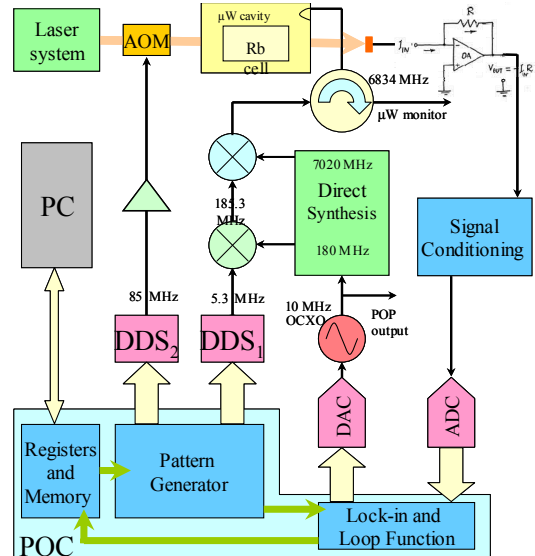 Laser
system
AOM
µW cavity
Rb
cell
I_IN
R
OA
V_OUT = -I_IN R
6834 MHz
µW monitor
7020 MHz
Direct
Synthesis
180 MHz
185.3
MHz
PC
Signal
Conditioning
85 MHz
5.3 MHz
10 MHz
OCXO
POP
output
DDS₂
DDS₁
DAC
ADC
Registers
and
Memory
Pattern
Generator
Lock-in and
Loop Function
POC